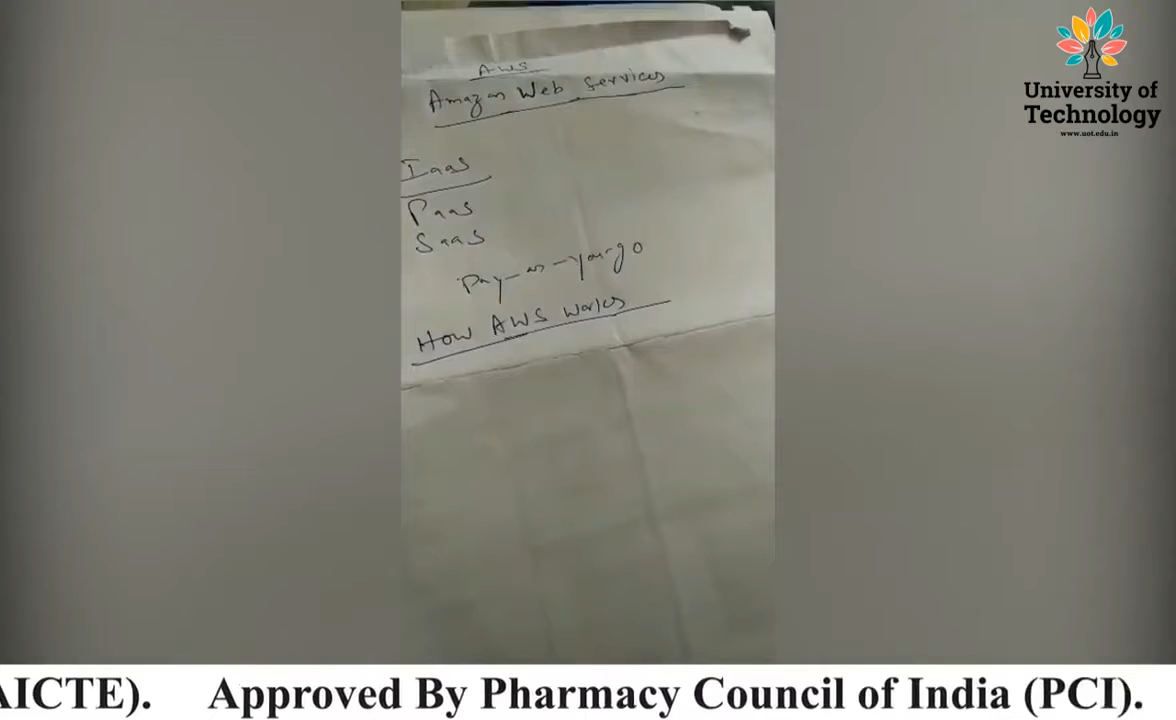 AWS
Amazon Web Services
IaaS
PaaS
SaaS
Pay-as-you-go
How AWS works
University of
Technology
www.uot.edu.in
AICTE). Approved By Pharmacy Council of India (PCI).